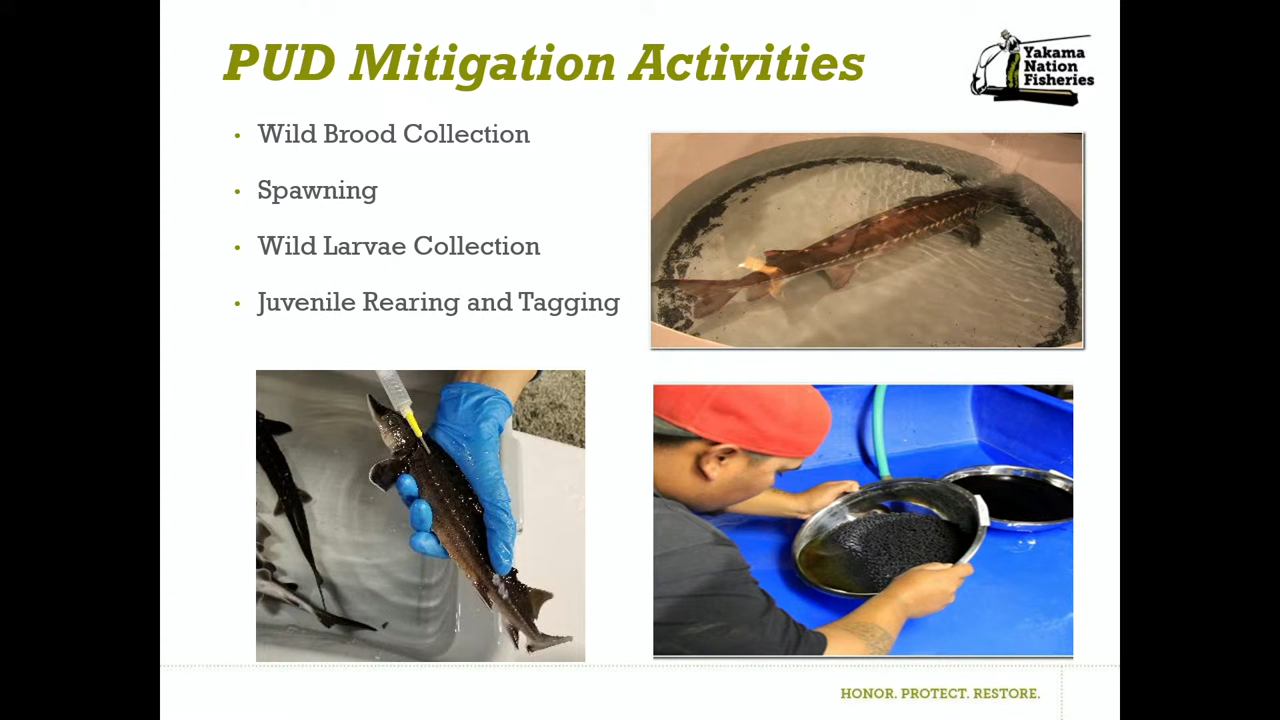 PUD Mitigation Activities
Yakama
Nation
Fisheries
• Wild Brood Collection
• Spawning
• Wild Larvae Collection
• Juvenile Rearing and Tagging
HONOR. PROTECT. RESTORE.